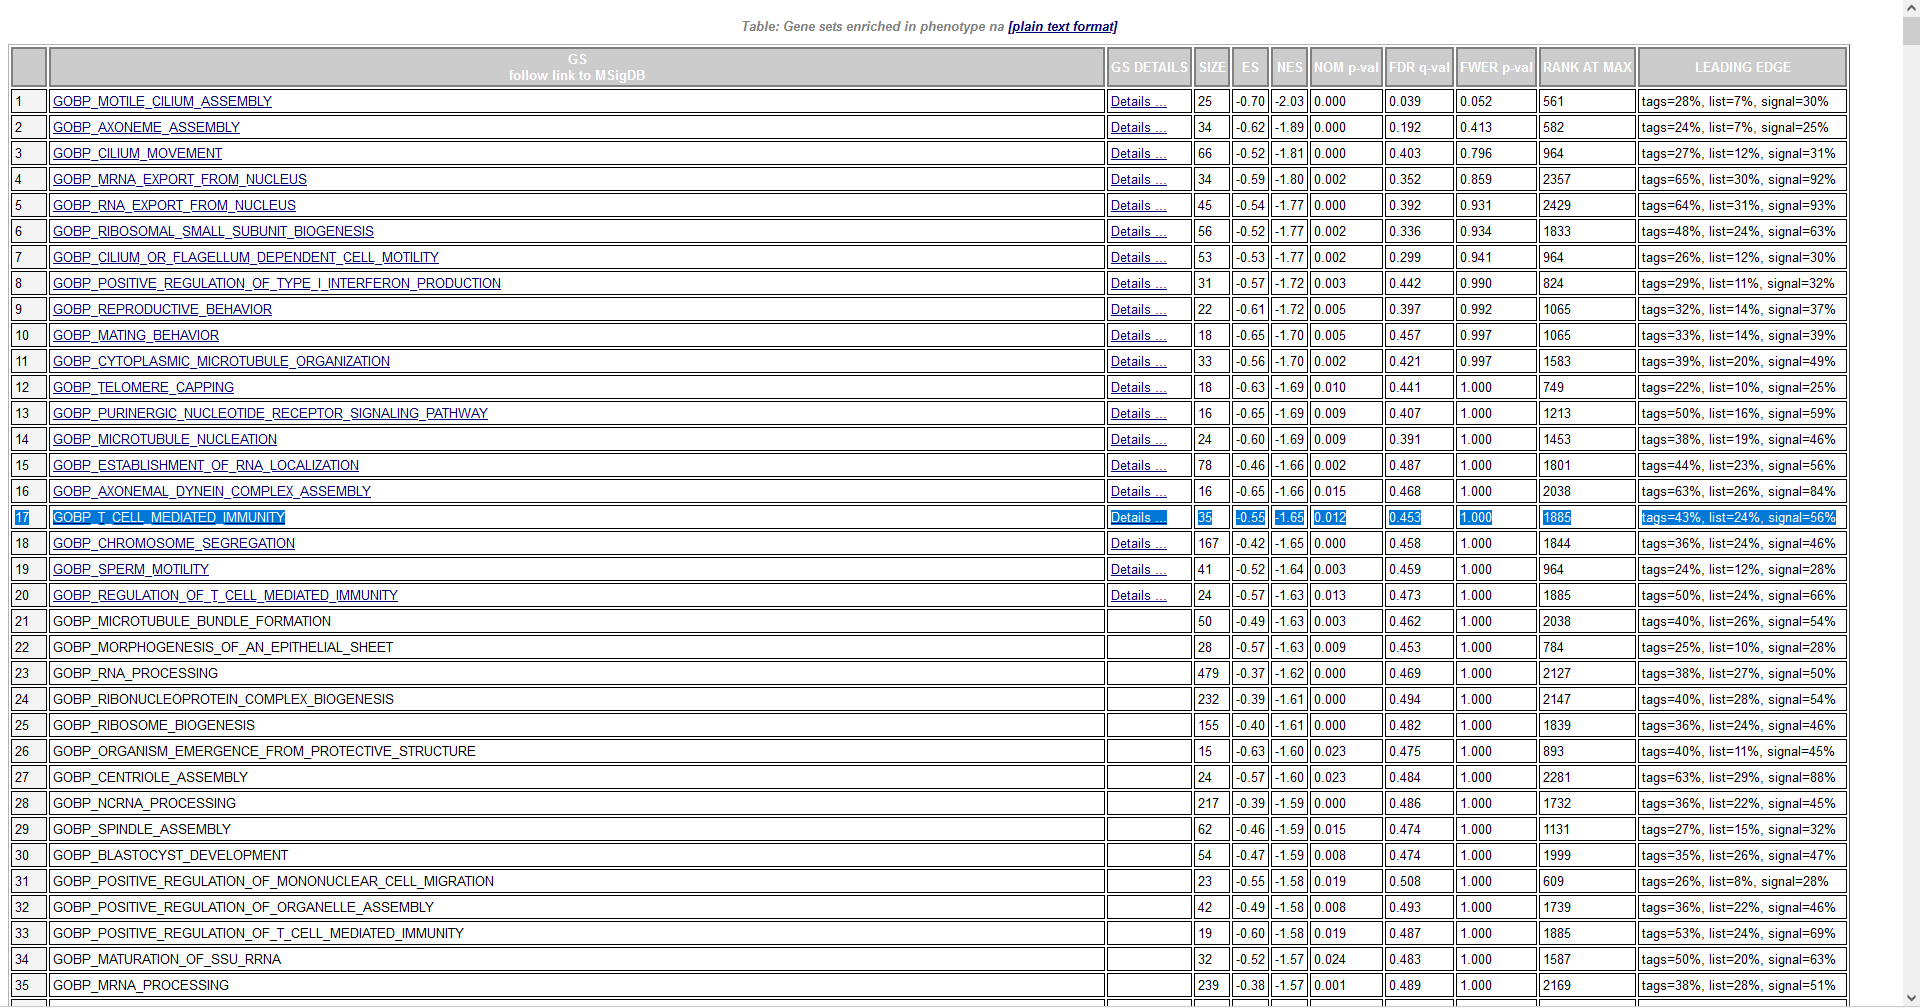 Table: Gene sets enriched in phenotype na [plain text format]
GS
follow link to MSigDB GS DETAILS SIZE ES NES NOM p-val FDR q-val FWER p-val RANK AT MAX LEADING EDGE
1 GOBP_MOTILE_CILIUM_ASSEMBLY Details ... 25 -0.70 -2.03 0.000 0.039 0.052 561 tags=28%, list=7%, signal=30%
2 GOBP_AXONEME_ASSEMBLY Details ... 34 -0.62 -1.89 0.000 0.192 0.413 582 tags=24%, list=7%, signal=25%
3 GOBP_CILIUM_MOVEMENT Details ... 66 -0.52 -1.81 0.000 0.403 0.796 964 tags=27%, list=12%, signal=31%
4 GOBP_MRNA_EXPORT_FROM_NUCLEUS Details ... 34 -0.59 -1.80 0.002 0.352 0.859 2357 tags=65%, list=30%, signal=92%
5 GOBP_RNA_EXPORT_FROM_NUCLEUS Details ... 45 -0.54 -1.77 0.000 0.392 0.931 2429 tags=64%, list=31%, signal=93%
6 GOBP_RIBOSOMAL_SMALL_SUBUNIT_BIOGENESIS Details ... 56 -0.52 -1.77 0.002 0.336 0.934 1833 tags=48%, list=24%, signal=63%
7 GOBP_CILIUM_OR_FLAGELLUM_DEPENDENT_CELL_MOTILITY Details ... 53 -0.53 -1.77 0.002 0.299 0.941 964 tags=26%, list=12%, signal=30%
8 GOBP_POSITIVE_REGULATION_OF_TYPE_I_INTERFERON_PRODUCTION Details ... 31 -0.57 -1.72 0.003 0.442 0.990 824 tags=29%, list=11%, signal=32%
9 GOBP_REPRODUCTIVE_BEHAVIOR Details ... 22 -0.61 -1.72 0.005 0.397 0.992 1065 tags=32%, list=14%, signal=37%
10 GOBP_MATING_BEHAVIOR Details ... 18 -0.65 -1.70 0.005 0.457 0.997 1065 tags=33%, list=14%, signal=39%
11 GOBP_CYTOPLASMIC_MICROTUBULE_ORGANIZATION Details ... 33 -0.56 -1.70 0.002 0.421 0.997 1583 tags=39%, list=20%, signal=49%
12 GOBP_TELOMERE_CAPPING Details ... 18 -0.63 -1.69 0.010 0.441 1.000 749 tags=22%, list=10%, signal=25%
13 GOBP_PURINERGIC_NUCLEOTIDE_RECEPTOR_SIGNALING_PATHWAY Details ... 16 -0.65 -1.69 0.009 0.407 1.000 1213 tags=50%, list=16%, signal=59%
14 GOBP_MICROTUBULE_NUCLEATION Details ... 24 -0.60 -1.69 0.009 0.391 1.000 1453 tags=38%, list=19%, signal=46%
15 GOBP_ESTABLISHMENT_OF_RNA_LOCALIZATION Details ... 78 -0.46 -1.66 0.002 0.487 1.000 1801 tags=44%, list=23%, signal=56%
16 GOBP_AXONEMAL_DYNEIN_COMPLEX_ASSEMBLY Details ... 16 -0.65 -1.66 0.015 0.468 1.000 2038 tags=63%, list=26%, signal=84%
17 GOBP_T_CELL_MEDIATED_IMMUNITY Details ... 35 -0.55 -1.65 0.012 0.453 1.000 1885 tags=43%, list=24%, signal=56%
18 GOBP_CHROMOSOME_SEGREGATION Details ... 167 -0.42 -1.65 0.000 0.458 1.000 1844 tags=36%, list=24%, signal=46%
19 GOBP_SPERM_MOTILITY Details ... 41 -0.52 -1.64 0.003 0.459 1.000 964 tags=24%, list=12%, signal=28%
20 GOBP_REGULATION_OF_T_CELL_MEDIATED_IMMUNITY Details ... 24 -0.57 -1.63 0.013 0.473 1.000 1885 tags=50%, list=24%, signal=66%
21 GOBP_MICROTUBULE_BUNDLE_FORMATION 50 -0.49 -1.63 0.003 0.462 1.000 2038 tags=40%, list=26%, signal=54%
22 GOBP_MORPHOGENESIS_OF_AN_EPITHELIAL_SHEET 28 -0.57 -1.63 0.009 0.453 1.000 784 tags=25%, list=10%, signal=28%
23 GOBP_RNA_PROCESSING 479 -0.37 -1.62 0.000 0.469 1.000 2127 tags=38%, list=27%, signal=50%
24 GOBP_RIBONUCLEOPROTEIN_COMPLEX_BIOGENESIS 232 -0.39 -1.61 0.000 0.494 1.000 2147 tags=40%, list=28%, signal=54%
25 GOBP_RIBOSOME_BIOGENESIS 155 -0.40 -1.61 0.000 0.482 1.000 1839 tags=36%, list=24%, signal=46%
26 GOBP_ORGANISM_EMERGENCE_FROM_PROTECTIVE_STRUCTURE 15 -0.63 -1.60 0.023 0.475 1.000 893 tags=40%, list=11%, signal=45%
27 GOBP_CENTRIOLE_ASSEMBLY 24 -0.57 -1.60 0.023 0.484 1.000 2281 tags=63%, list=29%, signal=88%
28 GOBP_NCRNA_PROCESSING 217 -0.39 -1.59 0.000 0.486 1.000 1732 tags=36%, list=22%, signal=45%
29 GOBP_SPINDLE_ASSEMBLY 62 -0.46 -1.59 0.015 0.474 1.000 1131 tags=27%, list=15%, signal=32%
30 GOBP_BLASTOCYST_DEVELOPMENT 54 -0.47 -1.59 0.008 0.474 1.000 1999 tags=35%, list=26%, signal=47%
31 GOBP_POSITIVE_REGULATION_OF_MONONUCLEAR_CELL_MIGRATION 23 -0.55 -1.58 0.019 0.508 1.000 609 tags=26%, list=8%, signal=28%
32 GOBP_POSITIVE_REGULATION_OF_ORGANELLE_ASSEMBLY 42 -0.49 -1.58 0.008 0.493 1.000 1739 tags=36%, list=22%, signal=46%
33 GOBP_POSITIVE_REGULATION_OF_T_CELL_MEDIATED_IMMUNITY 19 -0.60 -1.58 0.019 0.487 1.000 1885 tags=53%, list=24%, signal=69%
34 GOBP_MATURATION_OF_SSU_RRNA 32 -0.52 -1.57 0.024 0.483 1.000 1587 tags=50%, list=20%, signal=63%
35 GOBP_MRNA_PROCESSING 239 -0.38 -1.57 0.001 0.489 1.000 2169 tags=38%, list=28%, signal=51%